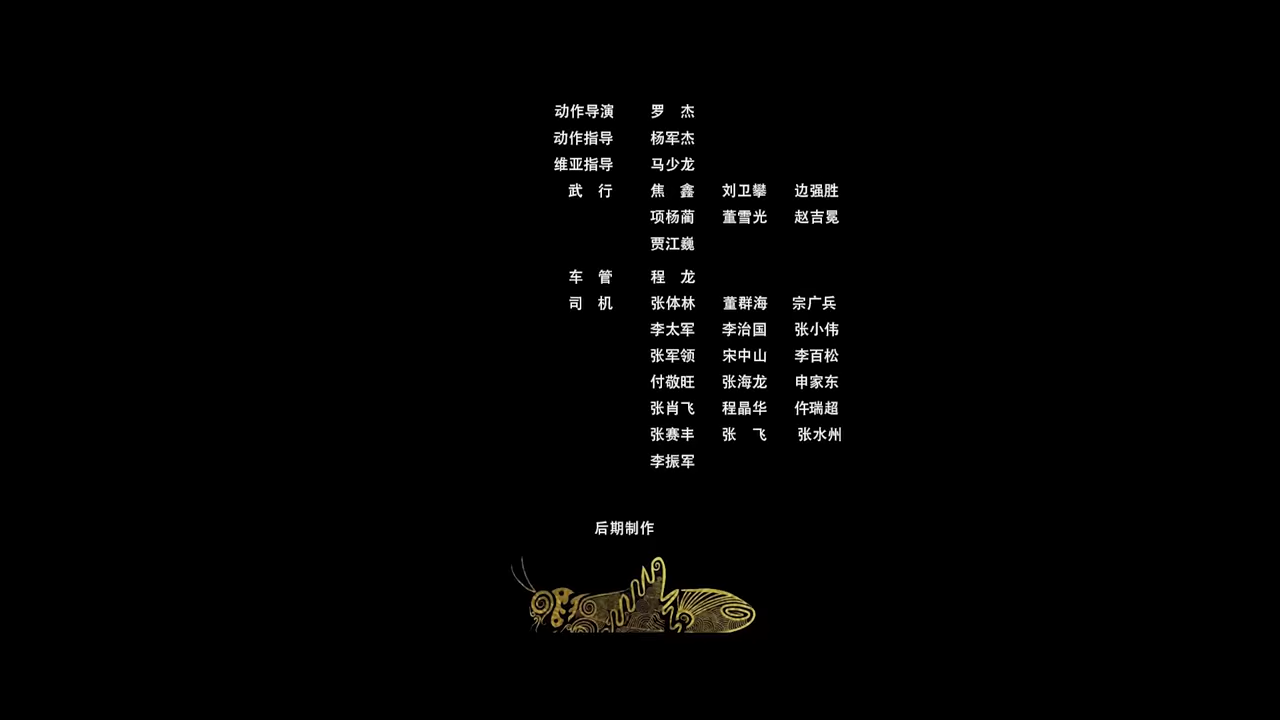 动作导演 罗 杰
动作指导 杨军杰
维亚指导 马少龙
武 行 焦 鑫 刘卫攀 边强胜
项杨蔺 董雪光 赵吉冕
贾江巍
车 管 程 龙
司 机 张体林 董群海 宗广兵
李太军 李治国 张小伟
张军领 宋中山 李百松
付敬旺 张海龙 申家东
张肖飞 程晶华 仵瑞超
张赛丰 张 飞 张水州
李振军
后期制作